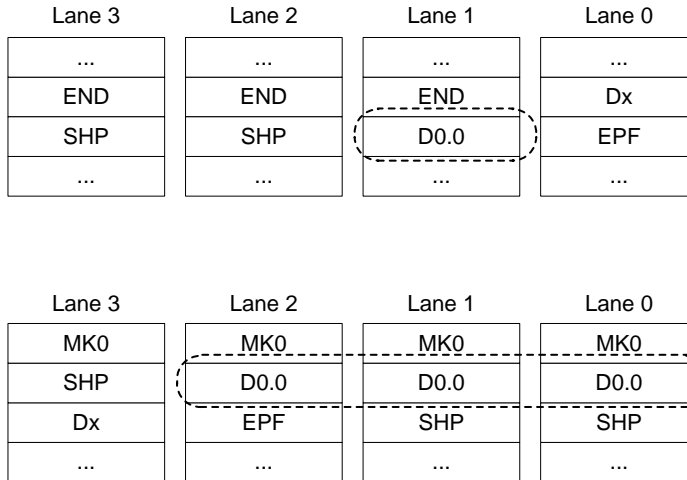 Lane 3 Lane 2 Lane 1 Lane 0
... ... ... ...
END END END Dx
SHP SHP D0.0 EPF
... ... ... ...
Lane 3 Lane 2 Lane 1 Lane 0
MK0 MK0 MK0 MK0
SHP D0.0 D0.0 D0.0
Dx EPF SHP SHP
... ... ... ...